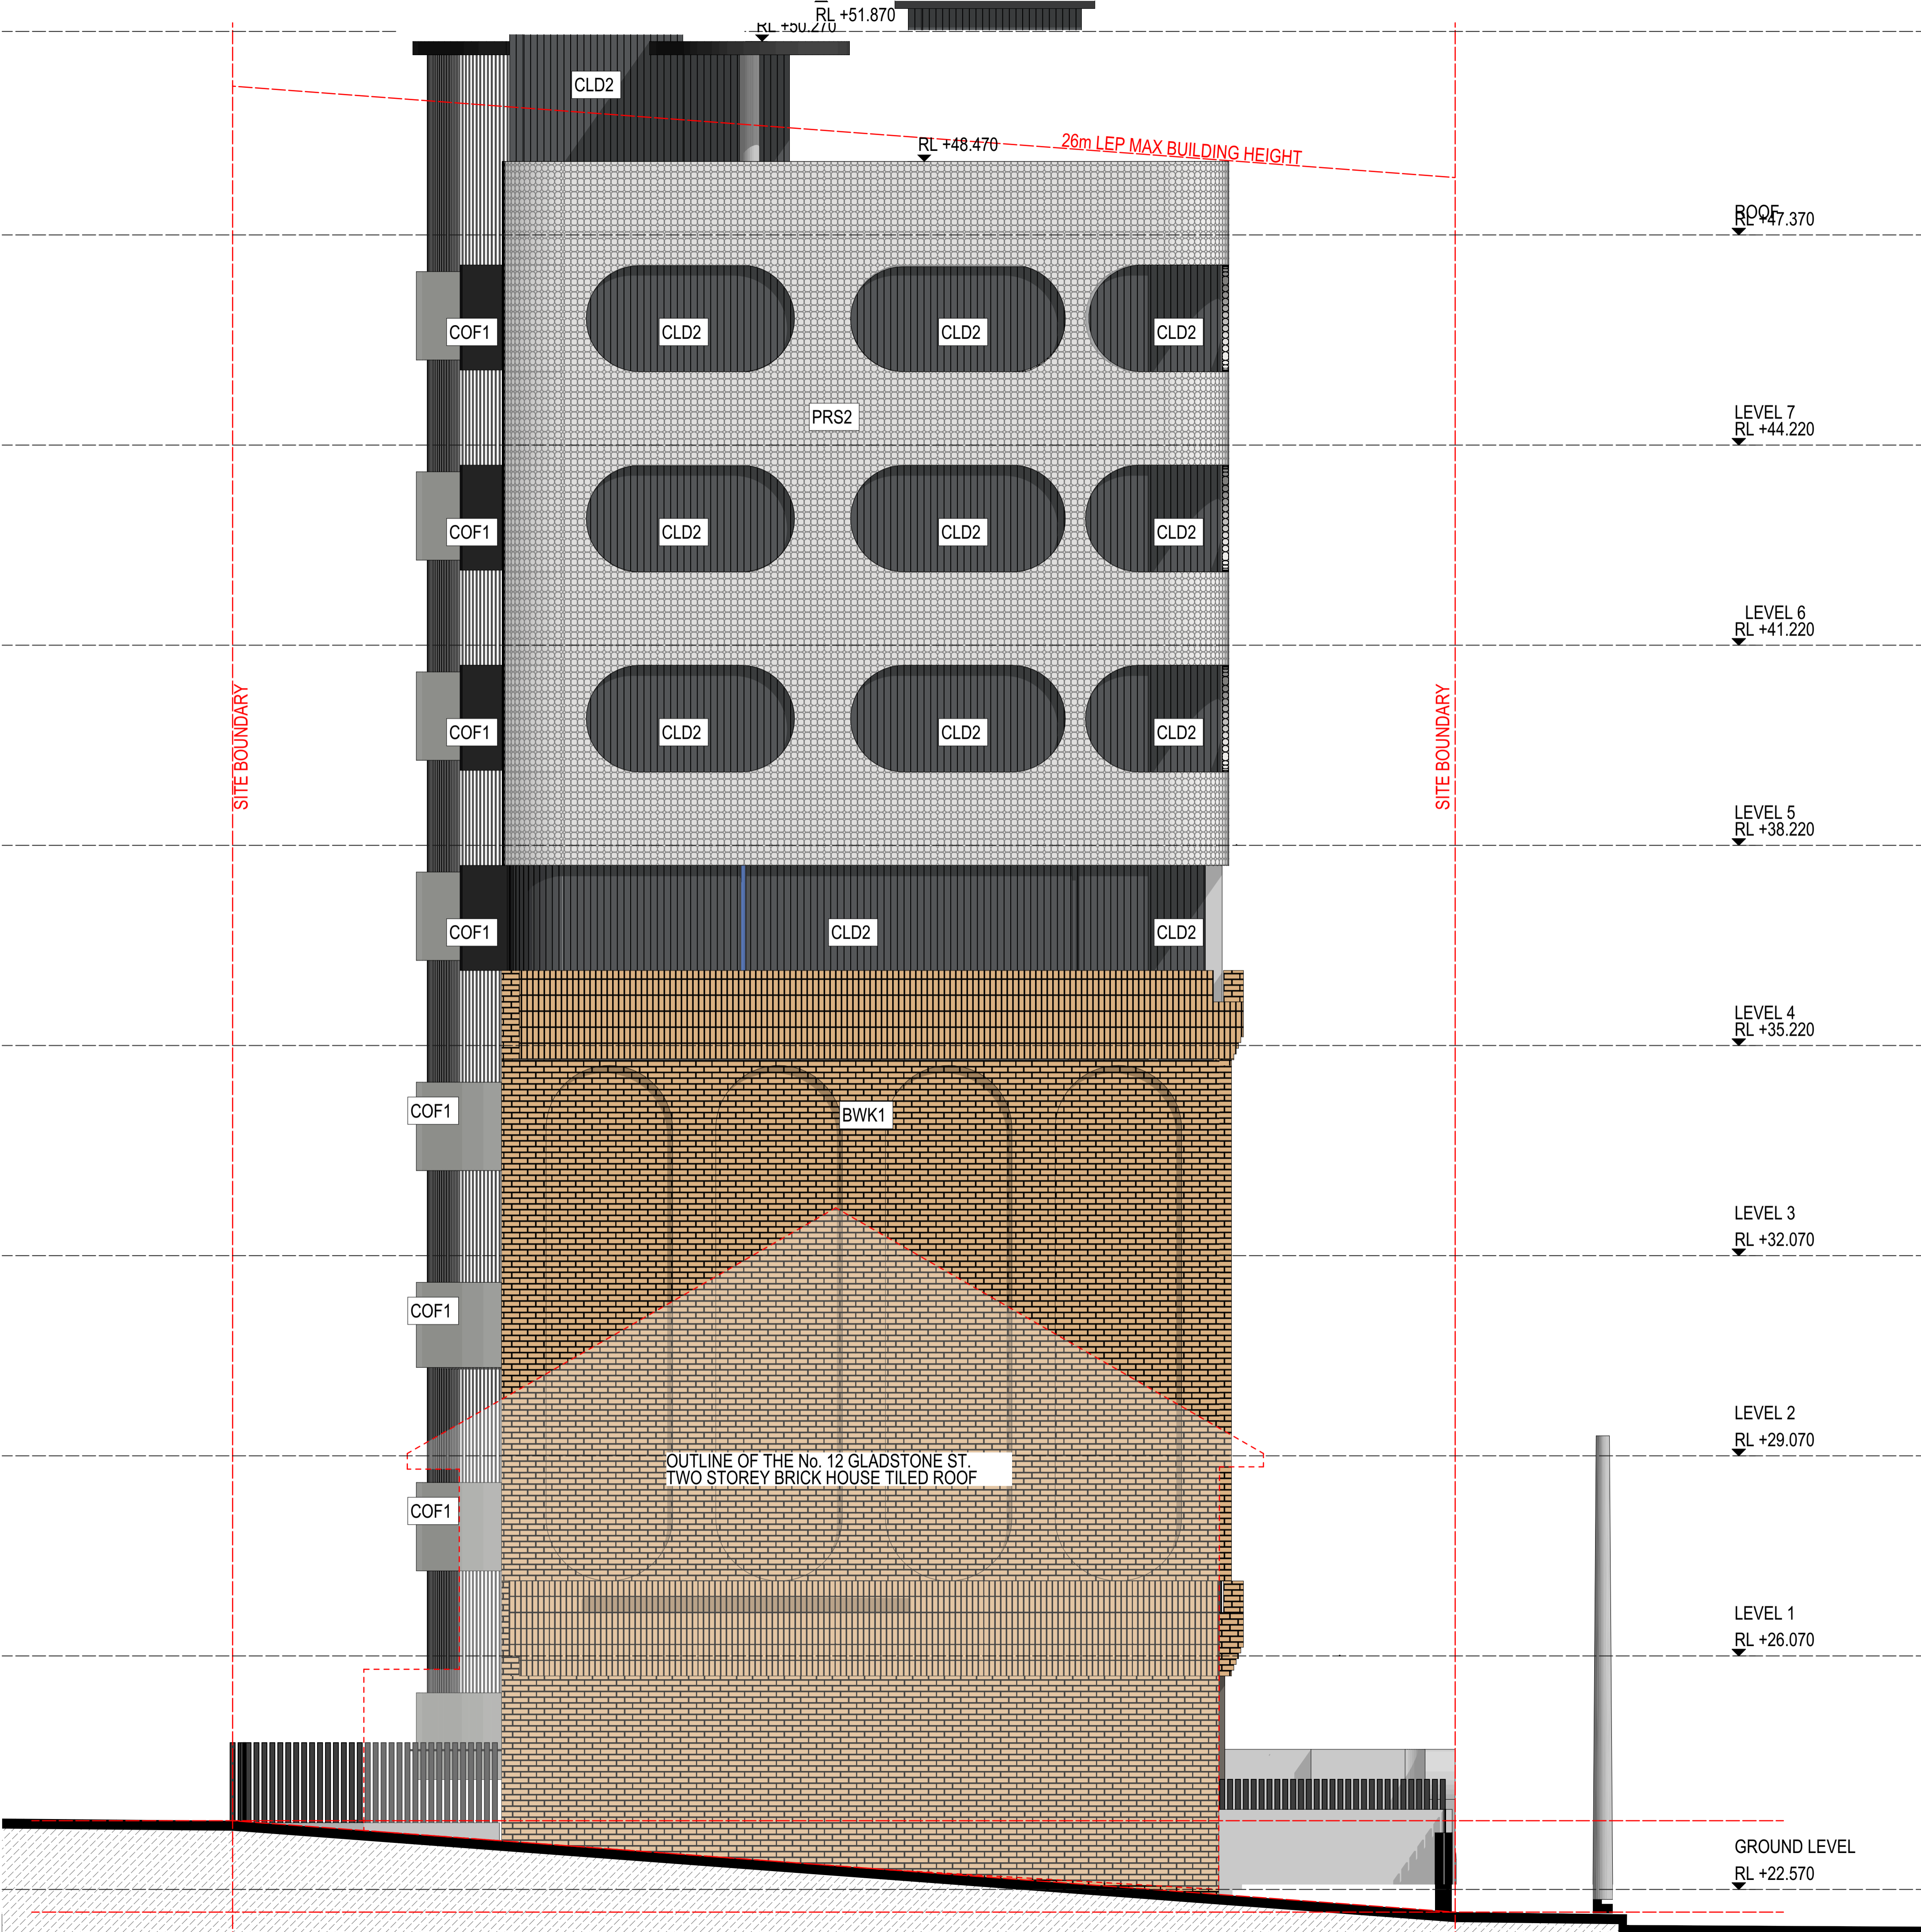 RL +51.870
RL +50.270
CLD2
RL +48.470
26m LEP MAX BUILDING HEIGHT
ROOF
RL +47.370
COF1
CLD2
CLD2
CLD2
PRS2
LEVEL 7
RL +44.220
COF1
CLD2
CLD2
CLD2
LEVEL 6
RL +41.220
COF1
CLD2
CLD2
CLD2
SITE BOUNDARY
SITE BOUNDARY
LEVEL 5
RL +38.220
COF1
CLD2
CLD2
LEVEL 4
RL +35.220
COF1
BWK1
LEVEL 3
RL +32.070
COF1
LEVEL 2
RL +29.070
OUTLINE OF THE No. 12 GLADSTONE ST.
TWO STOREY BRICK HOUSE TILED ROOF
COF1
LEVEL 1
RL +26.070
GROUND LEVEL
RL +22.570